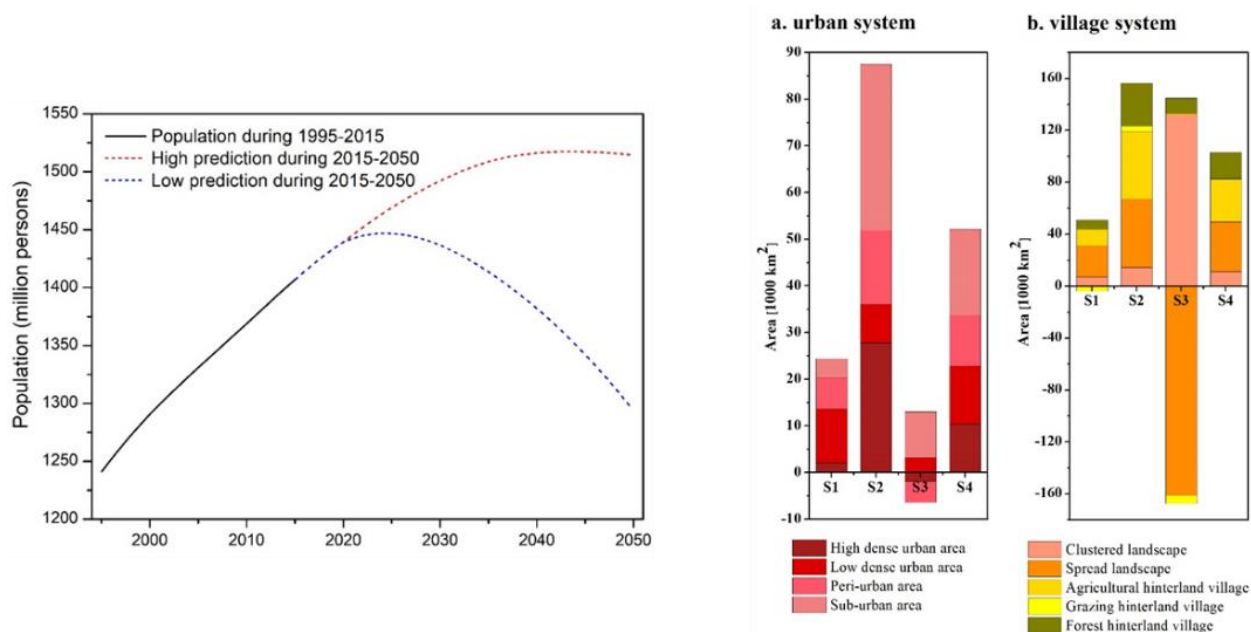 1550
1500
1450
1400
1350
1300
1250
1200
Population (million persons)
Population during 1995-2015
High prediction during 2015-2050
Low prediction during 2015-2050
2000 2010 2020 2030 2040 2050
a. urban system
90
80
70
60
50
40
30
20
10
0
-10
Area [1000 km²]
S1 S2 S3 S4
High dense urban area
Low dense urban area
Peri-urban area
Sub-urban area
b. village system
160
120
80
40
0
-40
-80
-120
-160
Area [1000 km²]
S1 S2 S3 S4
Clustered landscape
Spread landscape
Agricultural hinterland village
Grazing hinterland village
Forest hinterland village